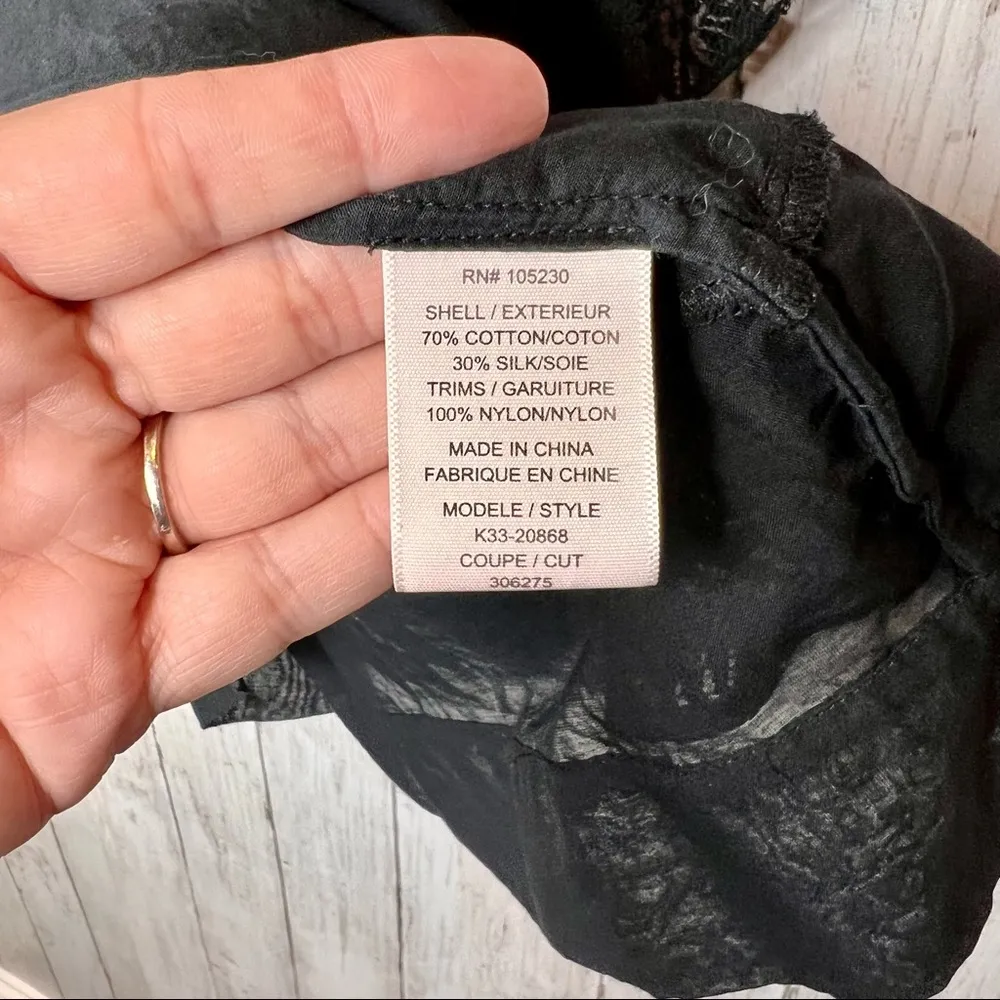 RN# 105230
SHELL / EXTERIEUR
70% COTTON/COTON
30% SILK/SOIE
TRIMS / GARUITURE
100% NYLON/NYLON
MADE IN CHINA
FABRIQUE EN CHINE
MODELE / STYLE
K33-20868
COUPE / CUT
306275